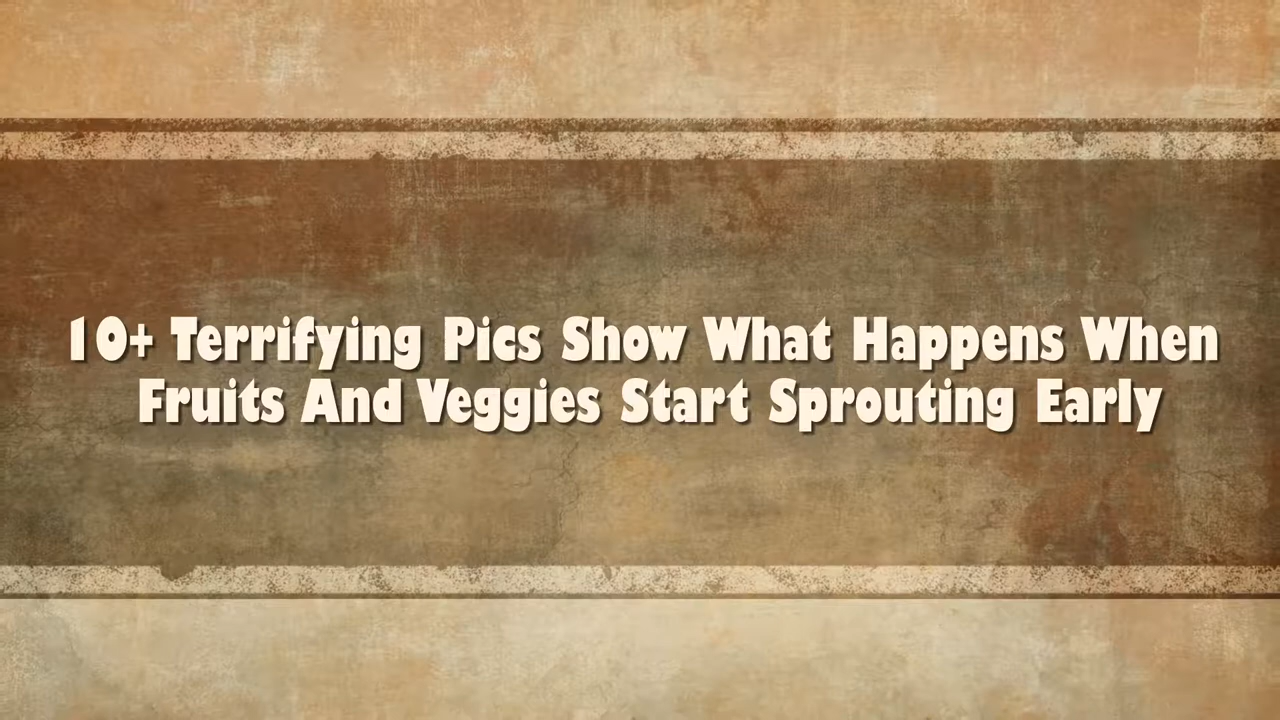 10+ Terrifying Pics Show What Happens When
Fruits And Veggies Start Sprouting Early